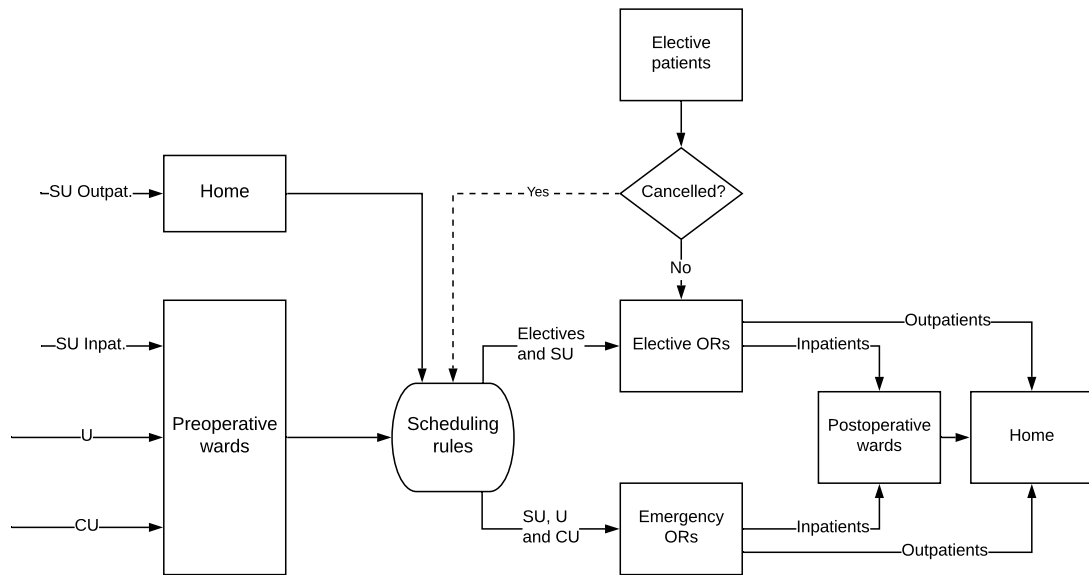 Elective
patients
SU Outpat.
Home
Yes
Cancelled?
No
SU Inpat.
Electives
and SU
Elective ORs
Outpatients
Inpatients
U
Preoperative
wards
Scheduling
rules
Postoperative
wards
Home
CU
SU, U
and CU
Emergency
ORs
Inpatients
Outpatients